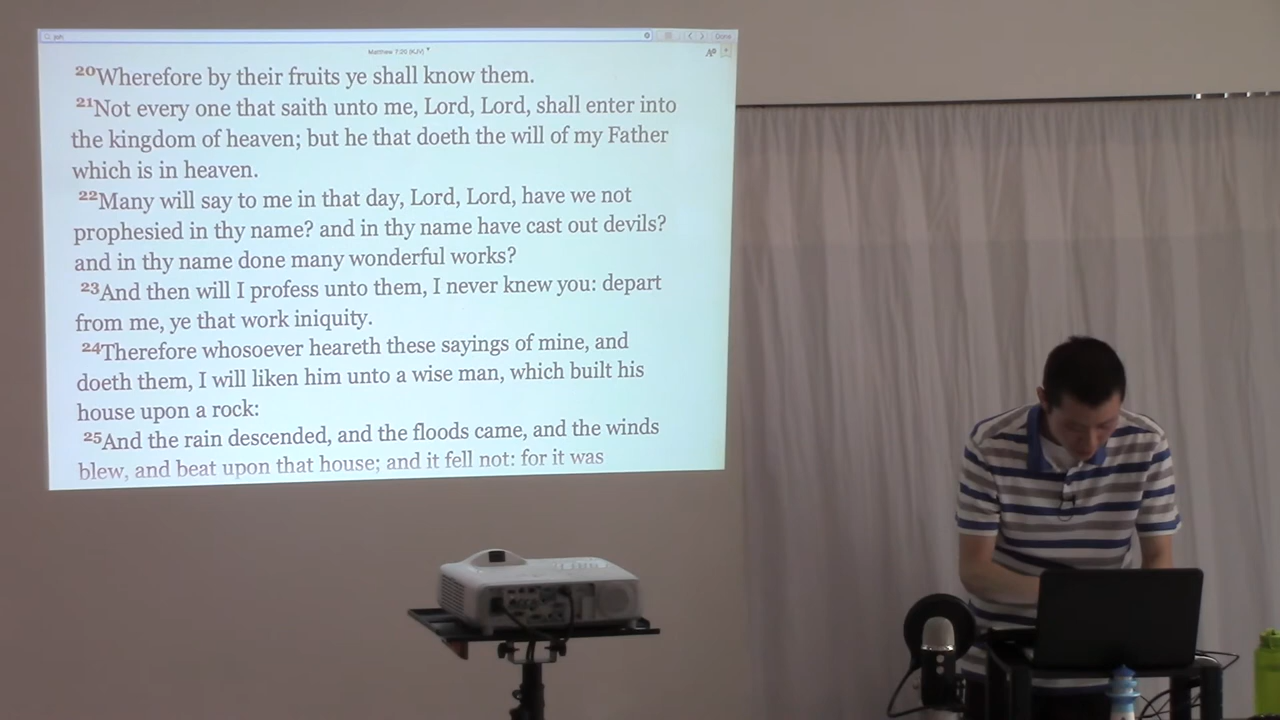 Matthew 7:20 (KJV)
Done
20Wherefore by their fruits ye shall know them.
21Not every one that saith unto me, Lord, Lord, shall enter into
the kingdom of heaven; but he that doeth the will of my Father
which is in heaven.
22Many will say to me in that day, Lord, Lord, have we not
prophesied in thy name? and in thy name have cast out devils?
and in thy name done many wonderful works?
23And then will I profess unto them, I never knew you: depart
from me, ye that work iniquity.
24Therefore whosoever heareth these sayings of mine, and
doeth them, I will liken him unto a wise man, which built his
house upon a rock:
25And the rain descended, and the floods came, and the winds
blew, and beat upon that house; and it fell not: for it was